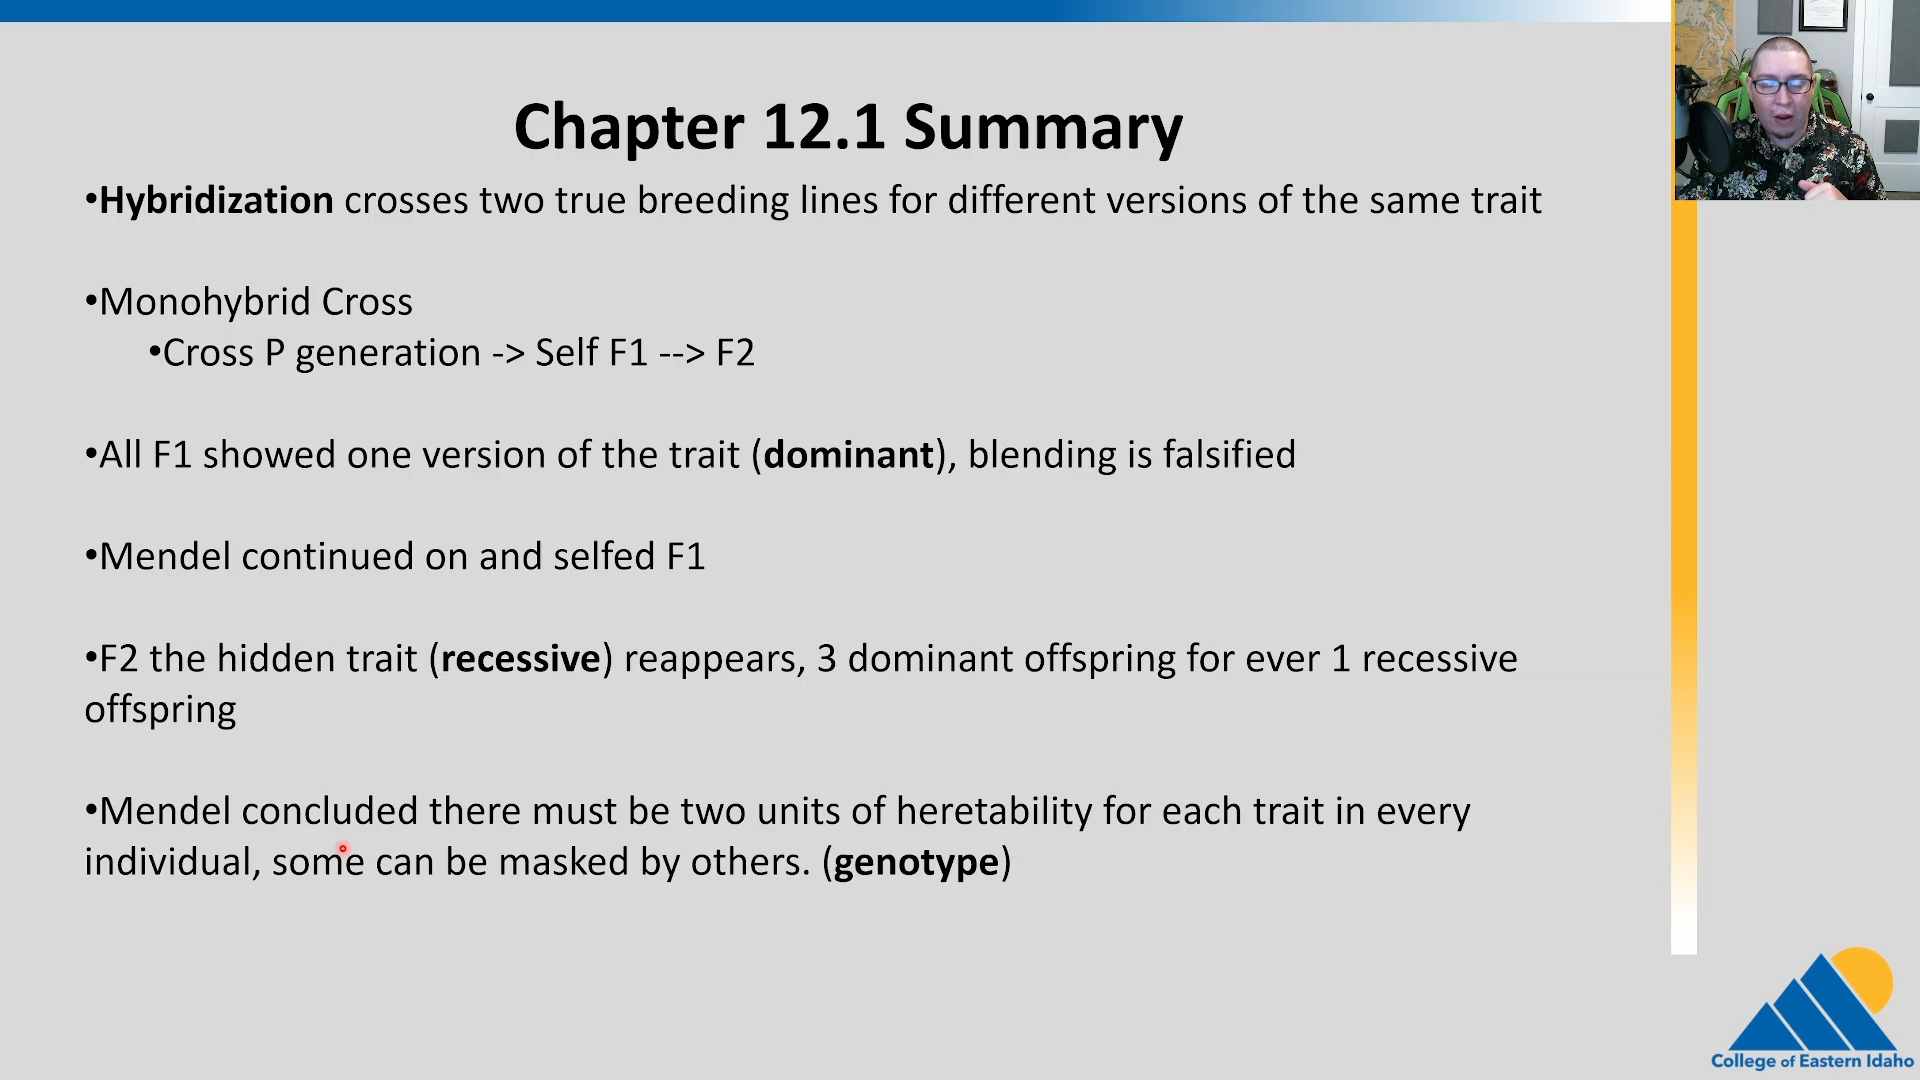 Chapter 12.1 Summary
•Hybridization crosses two true breeding lines for different versions of the same trait
•Monohybrid Cross
•Cross P generation -> Self F1 --> F2
•All F1 showed one version of the trait (dominant), blending is falsified
•Mendel continued on and selfed F1
•F2 the hidden trait (recessive) reappears, 3 dominant offspring for ever 1 recessive
offspring
•Mendel concluded there must be two units of heretability for each trait in every
individual, some can be masked by others. (genotype)
College of Eastern Idaho